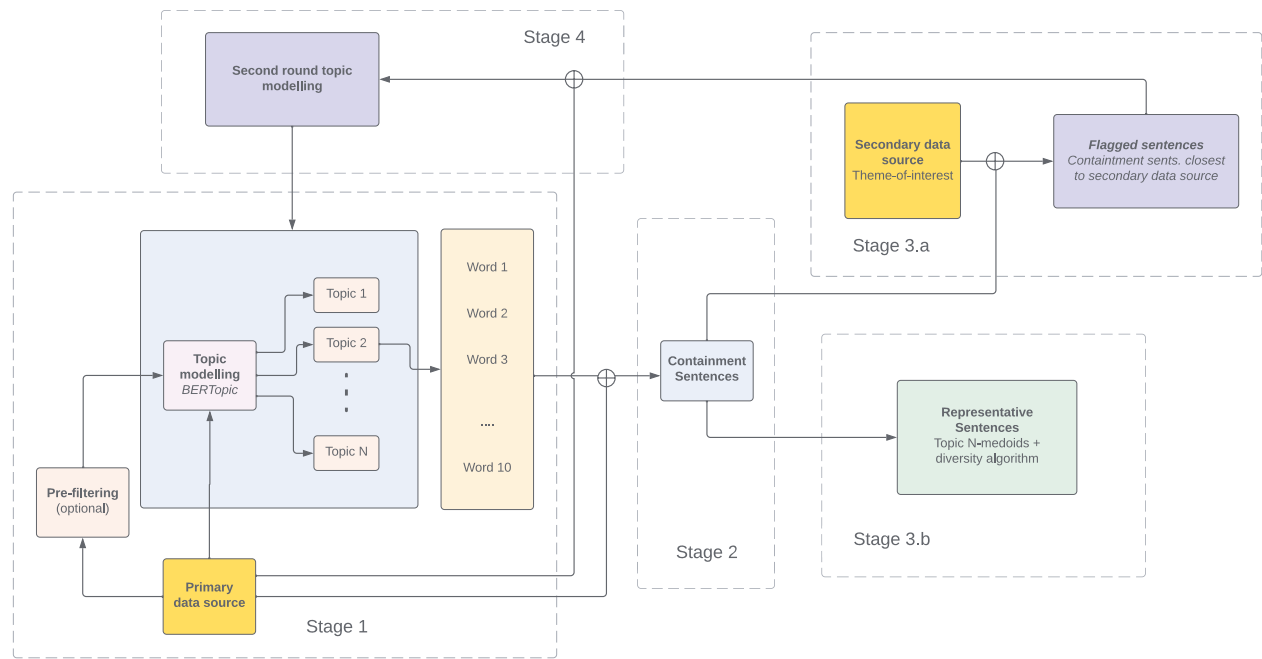 Stage 4
Second round topic
modelling
Secondary data
source
Theme-of-interest
Flagged sentences
Containtment sents. closest
to secondary data source
Stage 3.a
Word 1
Word 2
Word 3
....
Word 10
Topic 1
Topic 2
Topic N
Topic
modelling
BERTopic
Containment
Sentences
Representative
Sentences
Topic N-medoids +
diversity algorithm
Pre-filtering
(optional)
Stage 2
Stage 3.b
Primary
data source
Stage 1